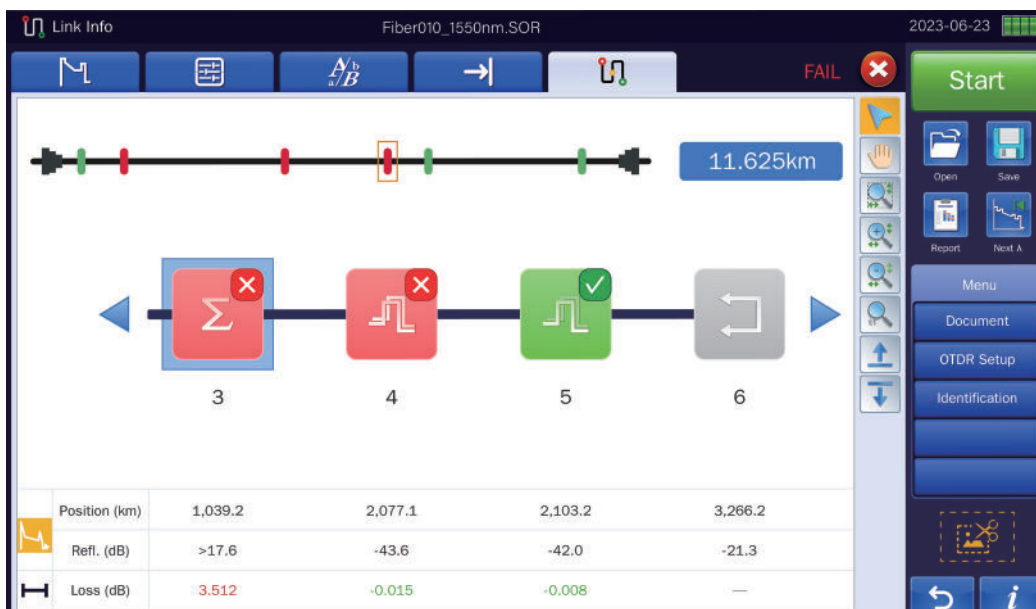 Link Info
Fiber010_1550nm.SOR
2023-06-23
FAIL
Start
11.625km
Open
Save
Report
Next λ
Menu
Document
OTDR Setup
Identification
Σ
3
4
5
6
Position (km) 1,039.2 2,077.1 2,103.2 3,266.2
Refl. (dB) >17.6 -43.6 -42.0 -21.3
Loss (dB) 3.512 -0.015 -0.008 —